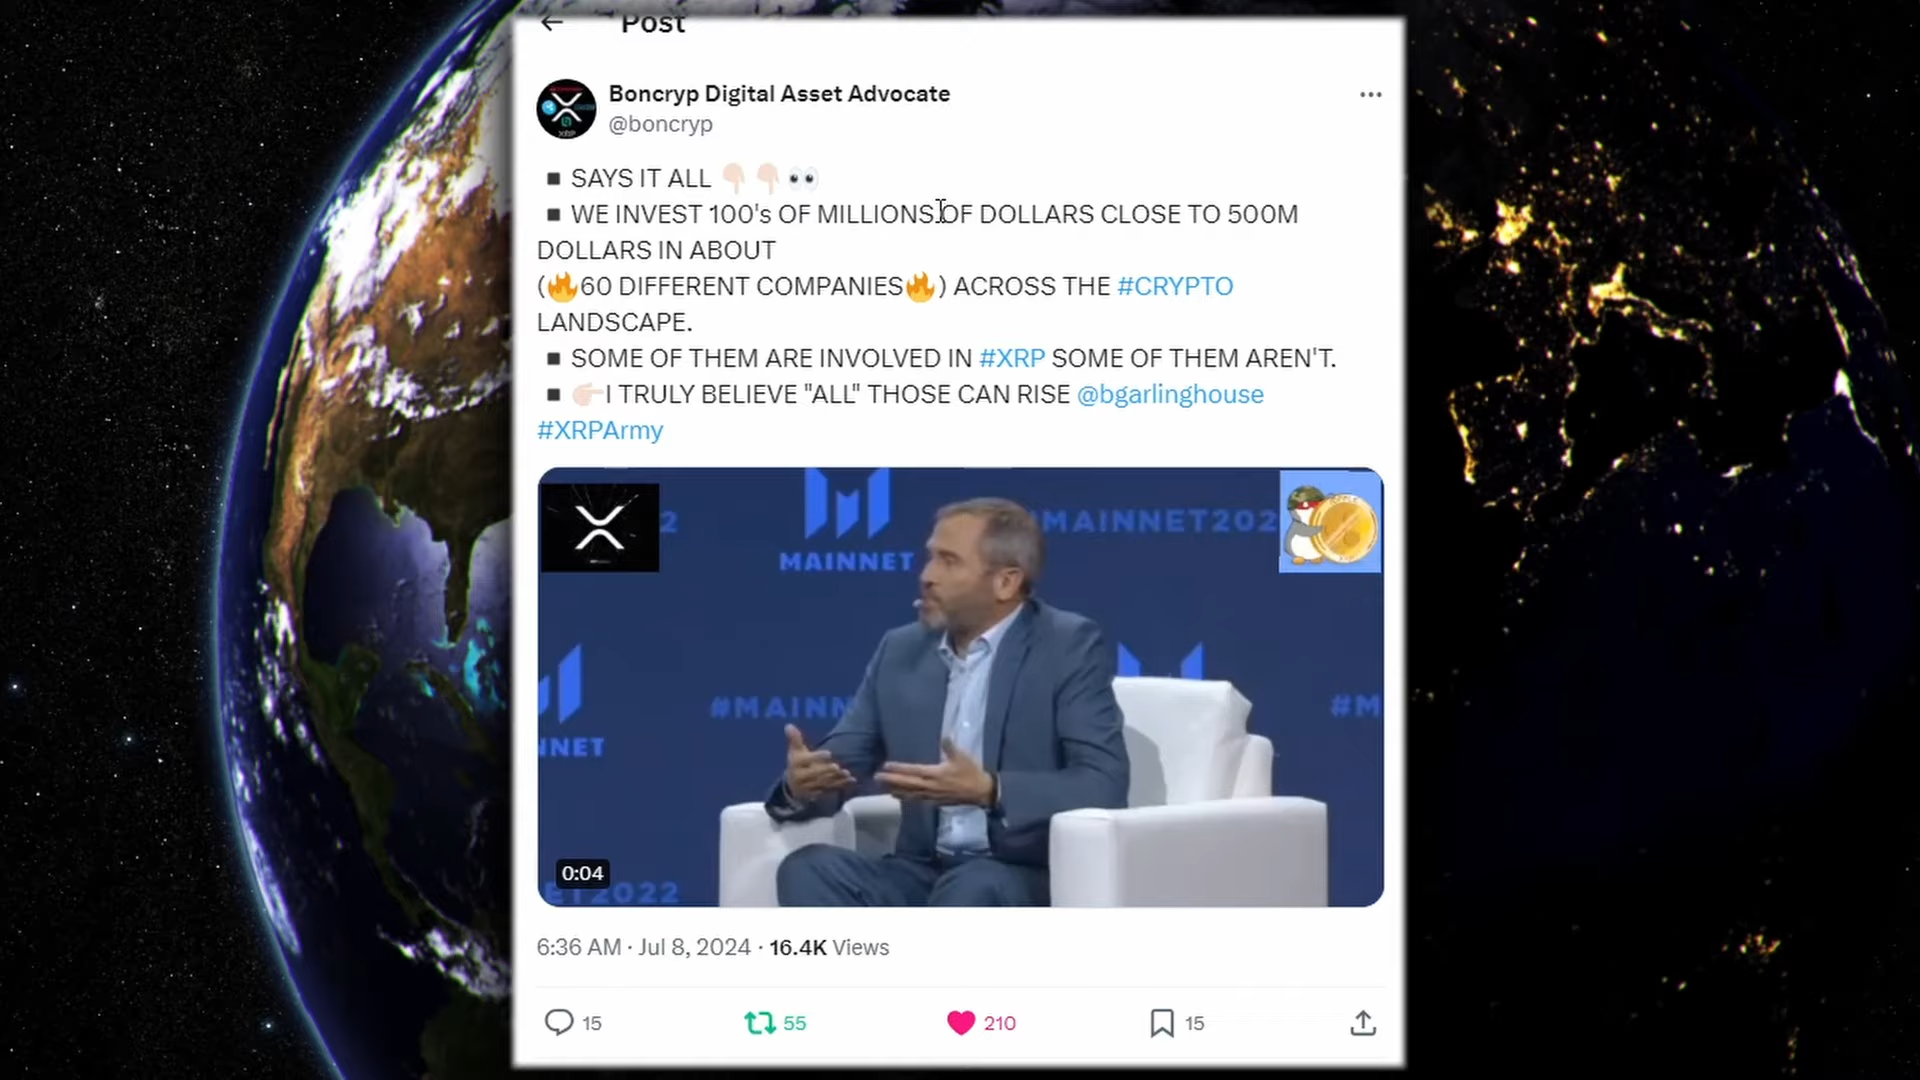 Post
Boncryp Digital Asset Advocate
@boncryp
▪️SAYS IT ALL 👇🏻👇🏻👀
▪️WE INVEST 100's OF MILLIONS OF DOLLARS CLOSE TO 500M
DOLLARS IN ABOUT
(🔥60 DIFFERENT COMPANIES🔥) ACROSS THE #CRYPTO
LANDSCAPE.
▪️SOME OF THEM ARE INVOLVED IN #XRP SOME OF THEM AREN'T.
▪️👉🏻I TRULY BELIEVE "ALL" THOSE CAN RISE @bgarlinghouse
#XRPArmy
2
MAINNET202
MAINNET
#MAINN
#M
NNET
0:04
ET2022
6:36 AM · Jul 8, 2024 · 16.4K Views
15
55
210
15